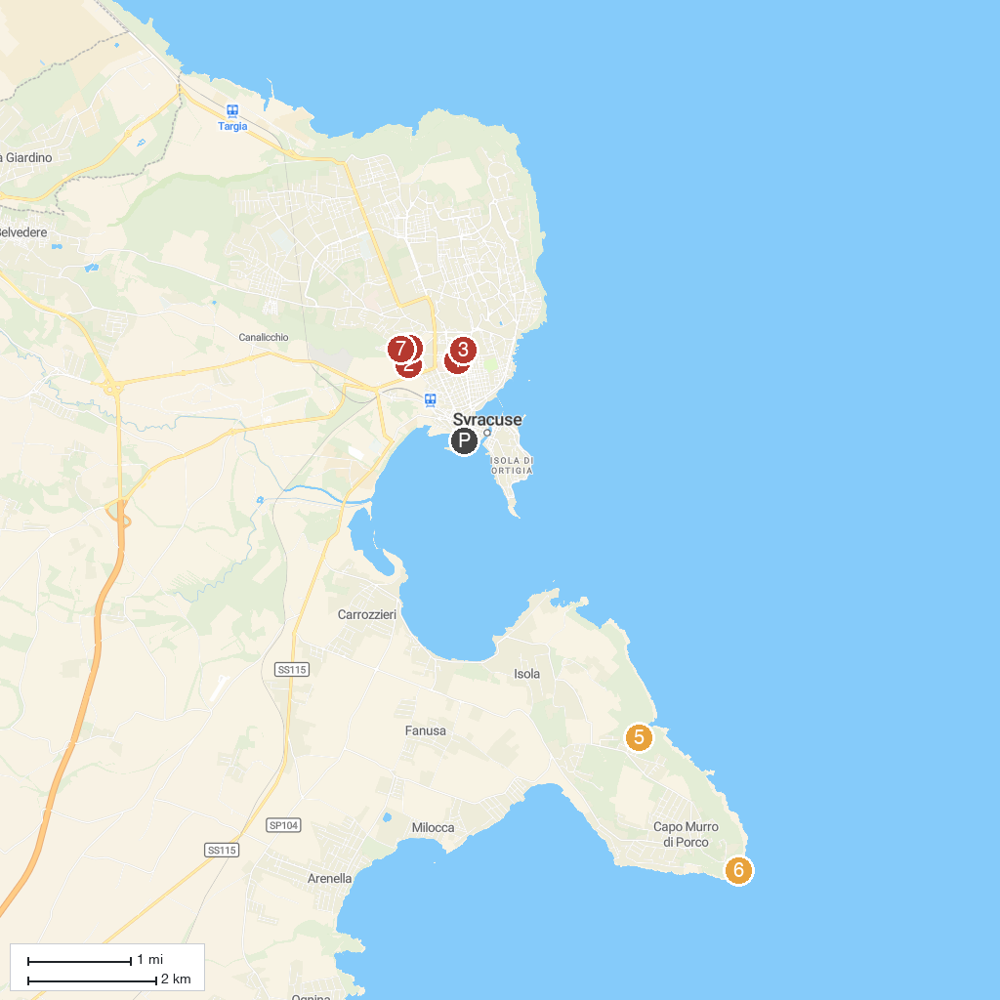 Targia
a Giardino
Belvedere
Canalicchio
7
3
2
Syracuse
P
ISOLA DI
ORTIGIA
Carrozzieri
SS115
Isola
Fanusa
5
SP104
Milocca
Capo Murro
di Porco
SS115
6
Arenella
1 mi
2 km
Ognina